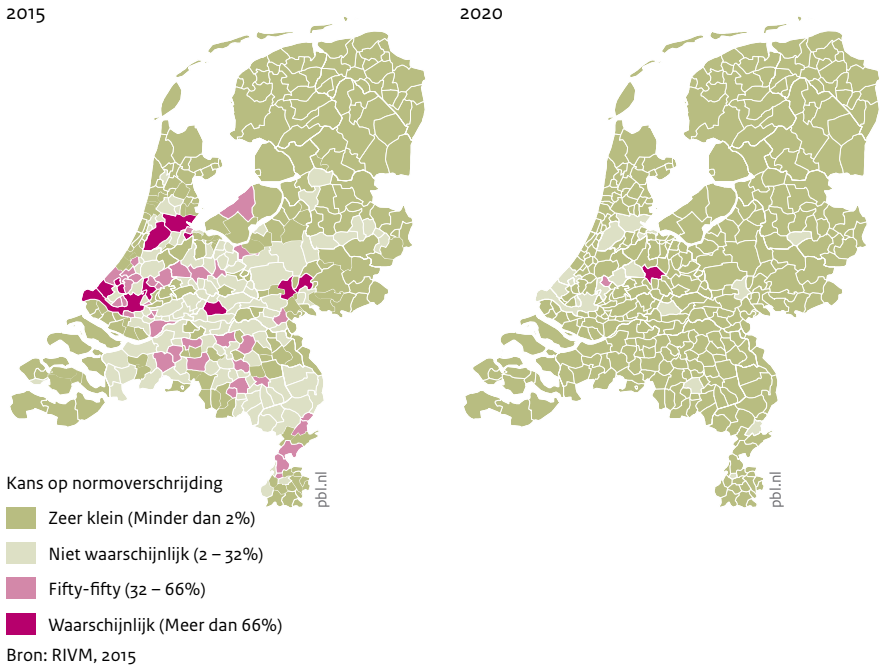 2015
2020
Kans op normoverschrijding
Zeer klein (Minder dan 2%)
Niet waarschijnlijk (2 – 32%)
Fifty-fifty (32 – 66%)
Waarschijnlijk (Meer dan 66%)
Bron: RIVM, 2015
pbl.nl
pbl.nl